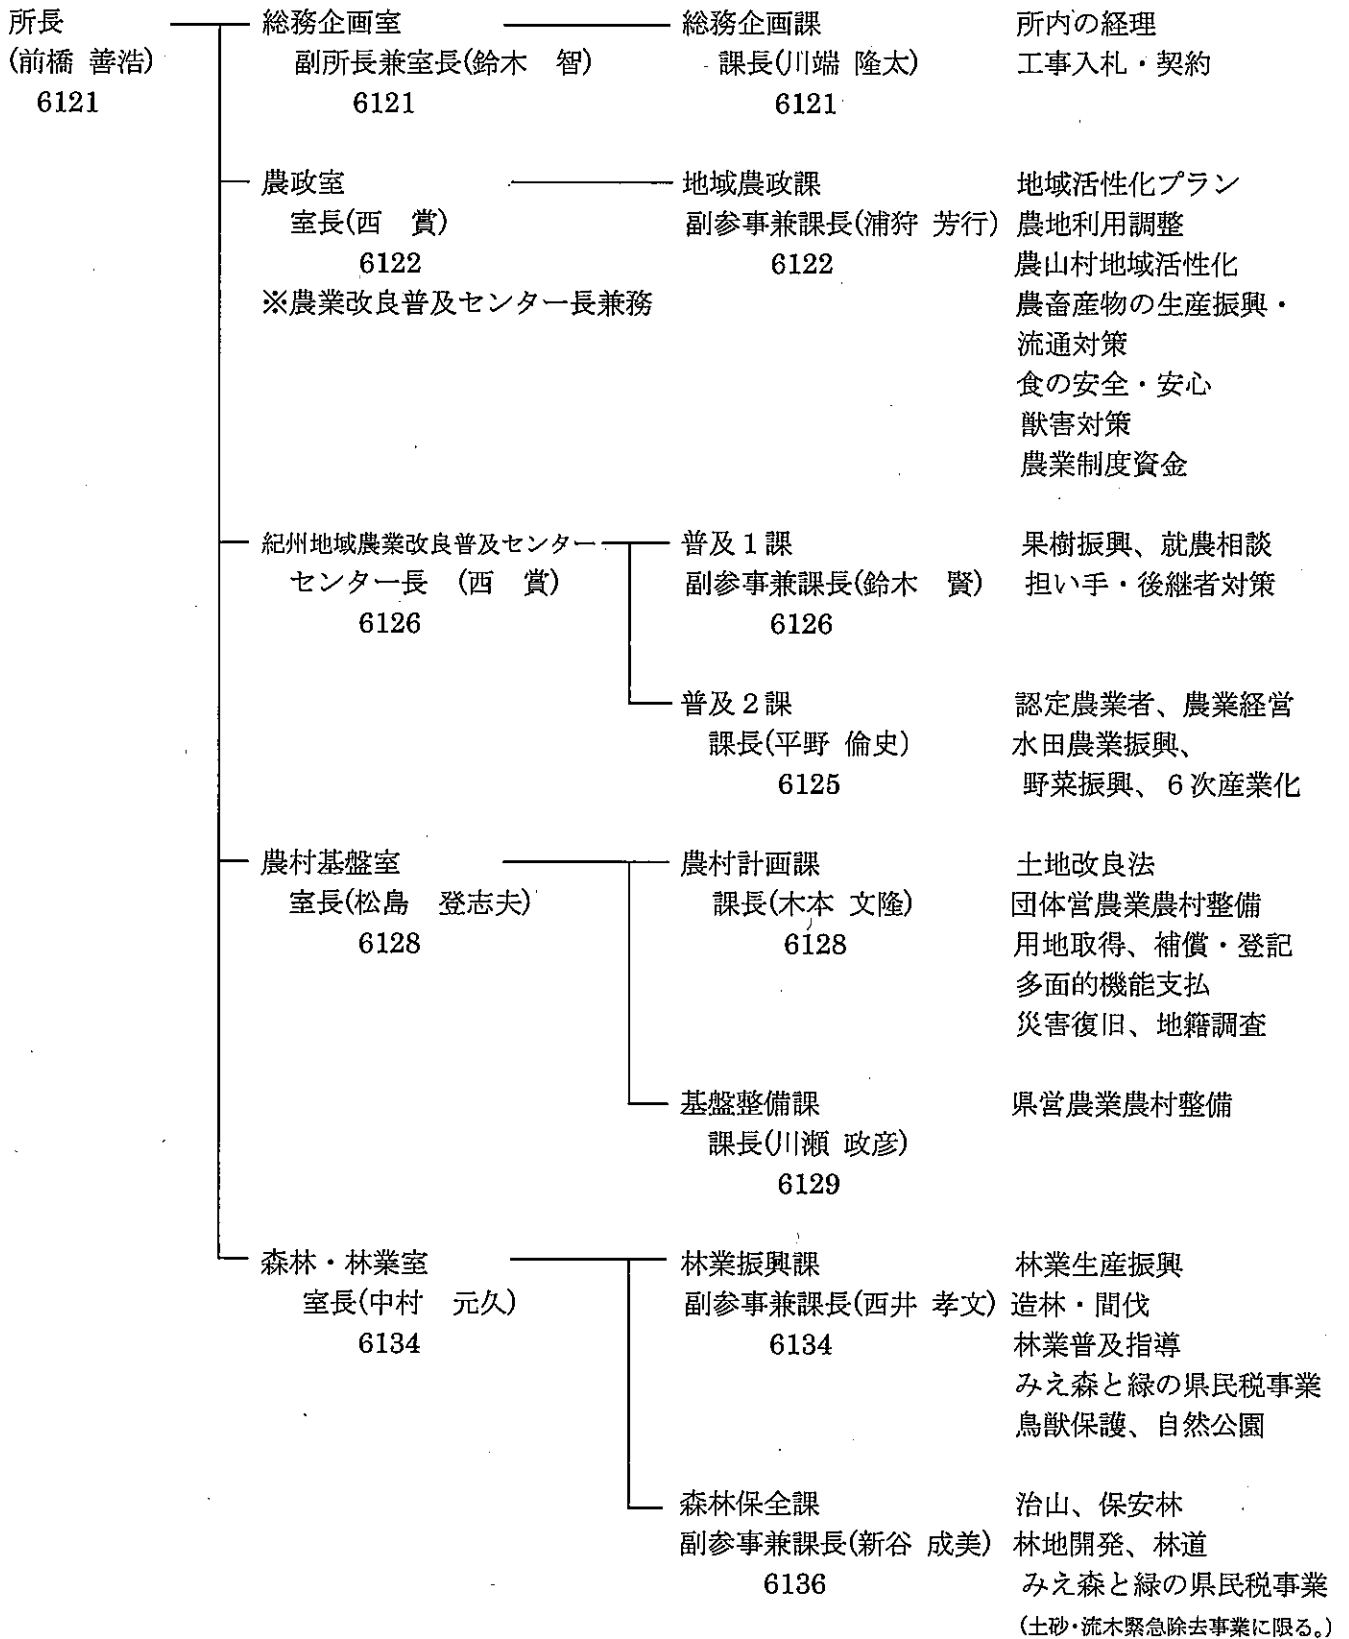 所長 総務企画室 総務企画課 所内の経理
(前橋 善浩) 副所長兼室長(鈴木 智) 課長(川端 隆太) 工事入札・契約
6121 6121 6121
農政室 地域農政課 地域活性化プラン
室長(西 賞) 副参事兼課長(浦狩 芳行) 農地利用調整
6122 6122 農山村地域活性化
※農業改良普及センター長兼務 農畜産物の生産振興・
流通対策
食の安全・安心
獣害対策
農業制度資金
紀州地域農業改良普及センター 普及1課 果樹振興、就農相談
センター長 (西 賞) 副参事兼課長(鈴木 賢) 担い手・後継者対策
6126 6126
普及2課 認定農業者、農業経営
課長(平野 倫史) 水田農業振興、
6125 野菜振興、6次産業化
農村基盤室 農村計画課 土地改良法
室長(松島 登志夫) 課長(木本 文隆) 団体営農業農村整備
6128 6128 用地取得、補償・登記
多面的機能支払
災害復旧、地籍調査
基盤整備課 県営農業農村整備
課長(川瀬 政彦)
6129
森林・林業室 林業振興課 林業生産振興
室長(中村 元久) 副参事兼課長(西井 孝文) 造林・間伐
6134 6134 林業普及指導
みえ森と緑の県民税事業
鳥獣保護、自然公園
森林保全課 治山、保安林
副参事兼課長(新谷 成美) 林地開発、林道
6136 みえ森と緑の県民税事業
(土砂・流木緊急除去事業に限る。)